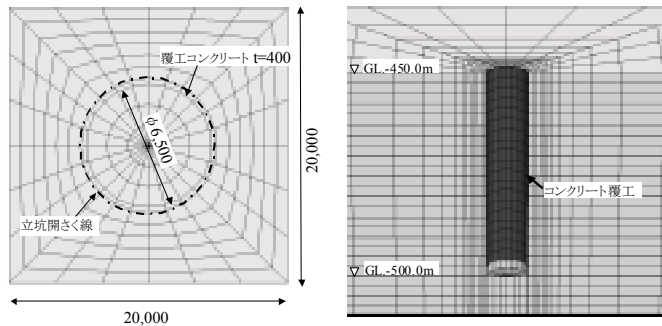 覆工コンクリート t=400
φ6,500
立坑開さく線
20,000
20,000
▽ GL.-450.0m
コンクリート覆工
▽ GL.-500.0m